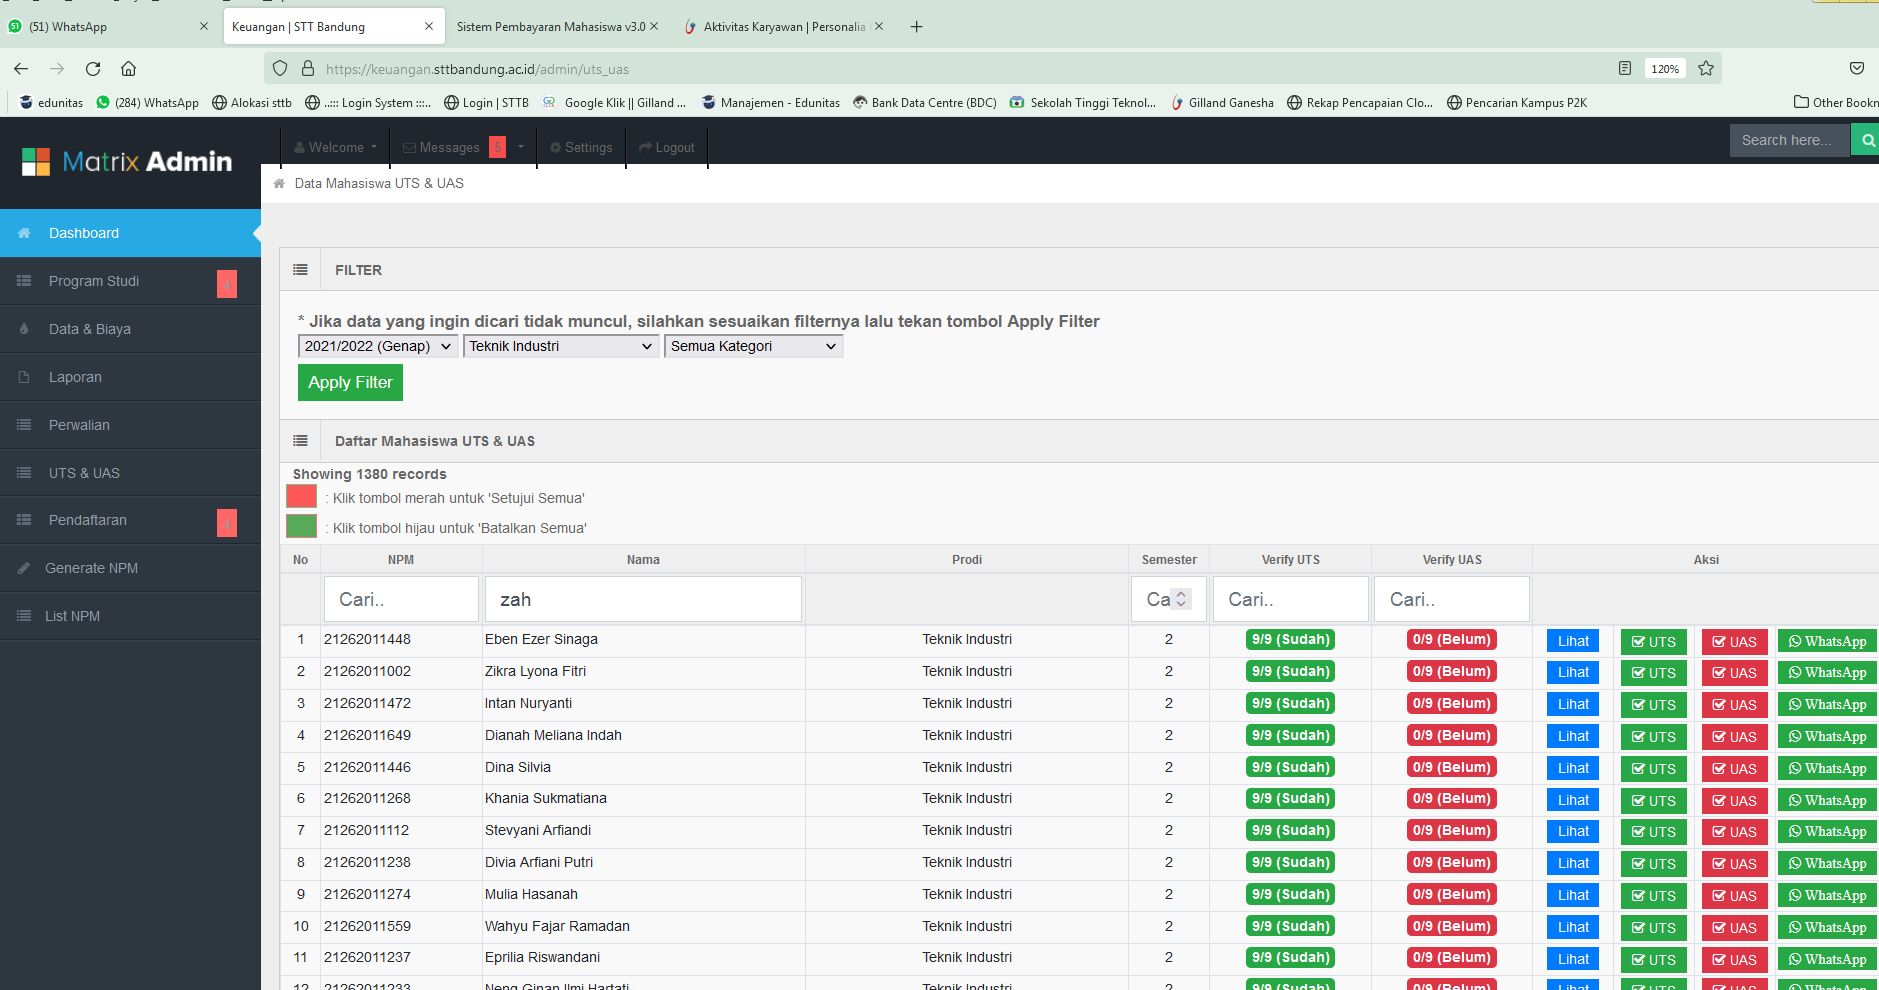 (51) WhatsApp
Keuangan | STT Bandung
Sistem Pembayaran Mahasiswa v3.0
Aktivitas Karyawan | Personalia
https://keuangan.sttbandung.ac.id/admin/uts_uas
120%
edunitas
(284) WhatsApp
Alokasi sttb
..::: Login System :::..
Login | STTB
Google Klik || Gilland ...
Manajemen - Edunitas
Bank Data Centre (BDC)
Sekolah Tinggi Teknol...
Gilland Ganesha
Rekap Pencapaian Clo...
Pencarian Kampus P2K
Other Bookn
Matrix Admin
Welcome
Messages 5
Settings
Logout
Search here...
Data Mahasiswa UTS & UAS
Dashboard
Program Studi 4
Data & Biaya
Laporan
Perwalian
UTS & UAS
Pendaftaran 4
Generate NPM
List NPM
FILTER
* Jika data yang ingin dicari tidak muncul, silahkan sesuaikan filternya lalu tekan tombol Apply Filter
2021/2022 (Genap) Teknik Industri Semua Kategori
Apply Filter
Daftar Mahasiswa UTS & UAS
Showing 1380 records
: Klik tombol merah untuk 'Setujui Semua'
: Klik tombol hijau untuk 'Batalkan Semua'
No NPM Nama Prodi Semester Verify UTS Verify UAS Aksi
Cari.. zah Ca Cari.. Cari..
1 21262011448 Eben Ezer Sinaga Teknik Industri 2 9/9 (Sudah) 0/9 (Belum) Lihat UTS UAS WhatsApp
2 21262011002 Zikra Lyona Fitri Teknik Industri 2 9/9 (Sudah) 0/9 (Belum) Lihat UTS UAS WhatsApp
3 21262011472 Intan Nuryanti Teknik Industri 2 9/9 (Sudah) 0/9 (Belum) Lihat UTS UAS WhatsApp
4 21262011649 Dianah Meliana Indah Teknik Industri 2 9/9 (Sudah) 0/9 (Belum) Lihat UTS UAS WhatsApp
5 21262011446 Dina Silvia Teknik Industri 2 9/9 (Sudah) 0/9 (Belum) Lihat UTS UAS WhatsApp
6 21262011268 Khania Sukmatiana Teknik Industri 2 9/9 (Sudah) 0/9 (Belum) Lihat UTS UAS WhatsApp
7 21262011112 Stevyani Arfiandi Teknik Industri 2 9/9 (Sudah) 0/9 (Belum) Lihat UTS UAS WhatsApp
8 21262011238 Divia Arfiani Putri Teknik Industri 2 9/9 (Sudah) 0/9 (Belum) Lihat UTS UAS WhatsApp
9 21262011274 Mulia Hasanah Teknik Industri 2 9/9 (Sudah) 0/9 (Belum) Lihat UTS UAS WhatsApp
10 21262011559 Wahyu Fajar Ramadan Teknik Industri 2 9/9 (Sudah) 0/9 (Belum) Lihat UTS UAS WhatsApp
11 21262011237 Eprilia Riswandani Teknik Industri 2 9/9 (Sudah) 0/9 (Belum) Lihat UTS UAS WhatsApp
12 21262011233 Neng Ginan Ilmi Hartati Teknik Industri 2 9/9 (Sudah) 0/9 (Belum) Lihat UTS UAS WhatsApp